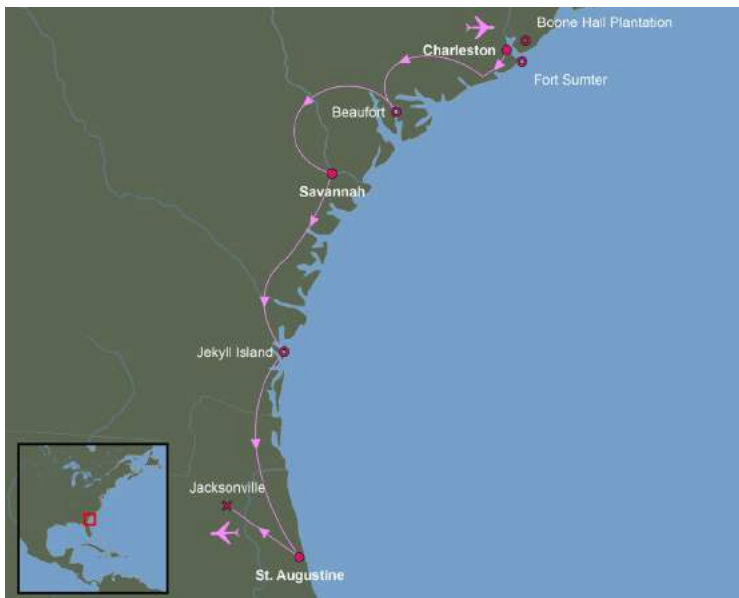 Boone Hall Plantation
Charleston
Fort Sumter
Beaufort
Savannah
Jekyll Island
Jacksonville
St. Augustine